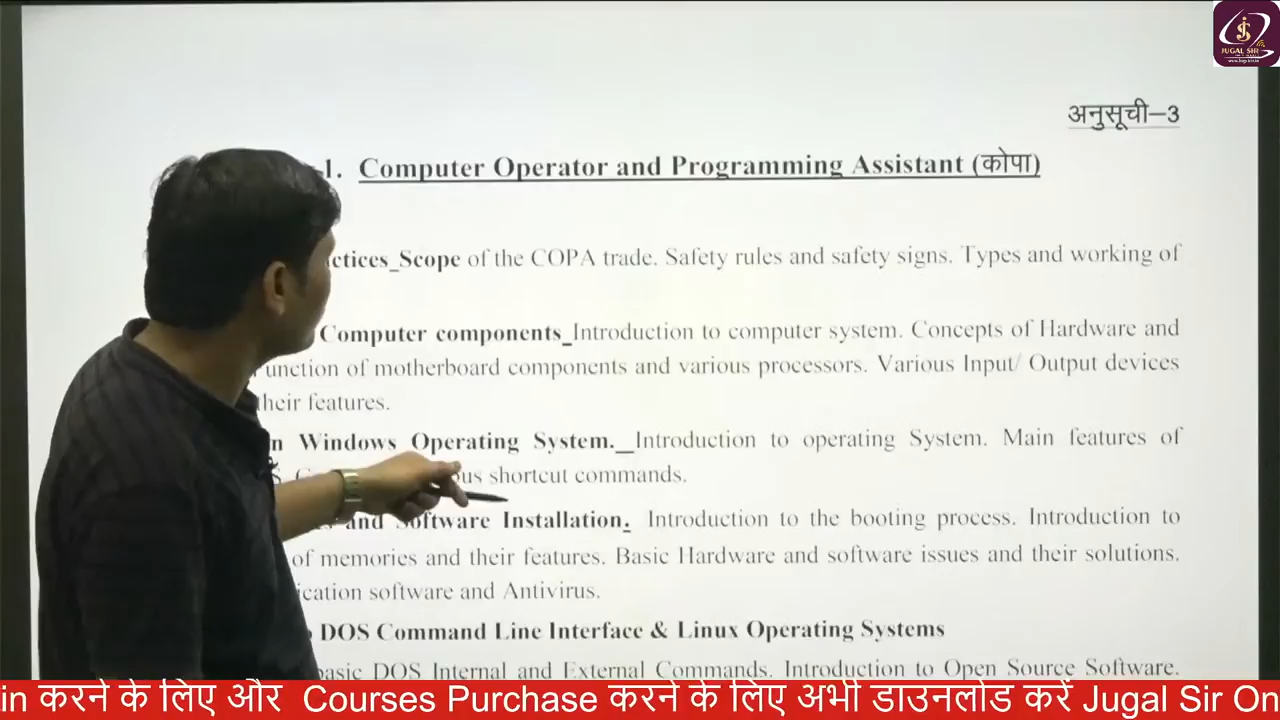 JUGAL SIR
अनुसूची–3
1. Computer Operator and Programming Assistant (कोपा)
ctices_Scope of the COPA trade. Safety rules and safety signs. Types and working of
Computer components_Introduction to computer system. Concepts of Hardware and
unction of motherboard components and various processors. Various Input/ Output devices
their features.
n Windows Operating System. _Introduction to operating System. Main features of
us shortcut commands.
and Software Installation. Introduction to the booting process. Introduction to
of memories and their features. Basic Hardware and software issues and their solutions.
ication software and Antivirus.
DOS Command Line Interface & Linux Operating Systems
basic DOS Internal and External Commands. Introduction to Open Source Software.
in करने के लिए और Courses Purchase करने के लिए अभी डाउनलोड करें Jugal Sir On